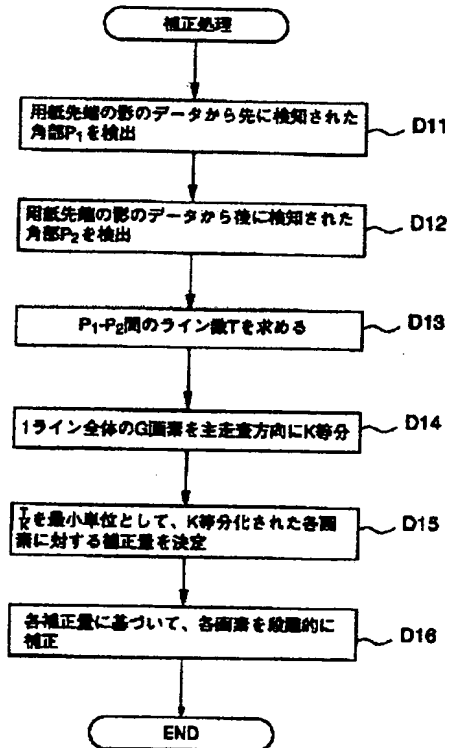 補正処理
用紙先端の影のデータから先に検知された
角部P₁を検出
D11
用紙先端の影のデータから後に検知された
角部P₂を検出
D12
P₁-P₂間のライン数Tを求める
D13
1ライン全体のG画素を主走査方向にK等分
D14
T/Kを最小単位として、K等分化された各画
素に対する補正量を決定
D15
各補正量に基づいて、各画素を段階的に
補正
D16
END